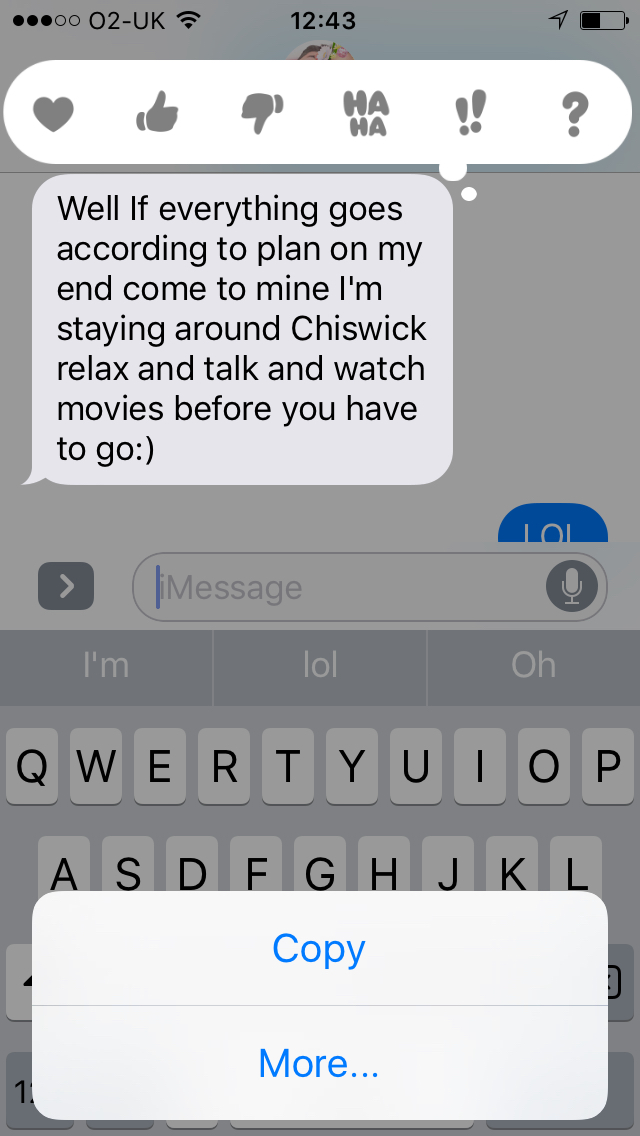 O2-UK 12:43
HA HA !! ?
Well If everything goes
according to plan on my
end come to mine I'm
staying around Chiswick
relax and talk and watch
movies before you have
to go:)
LOL
iMessage
I'm lol Oh
Q W E R T Y U I O P
A S D F G H J K L
Copy
More...